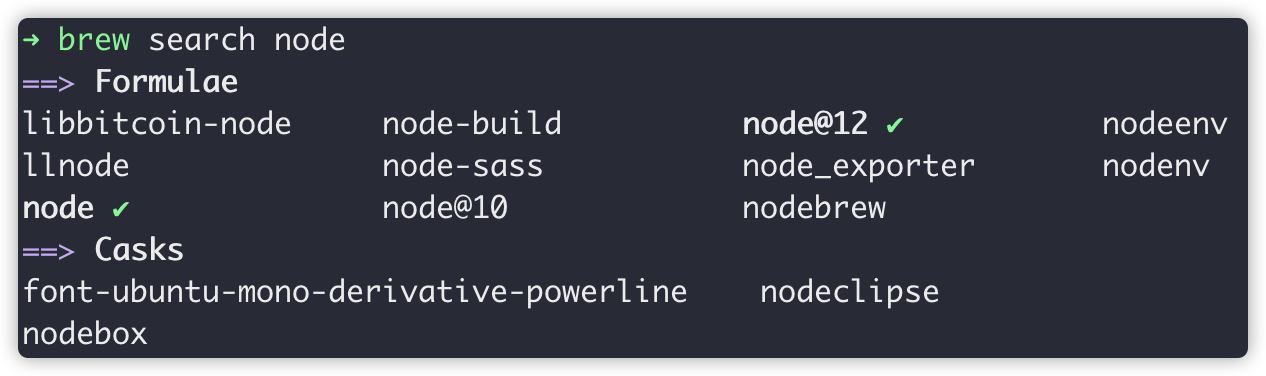 ➜ brew search node
==> Formulae
libbitcoin-node node-build node@12 ✔ nodeenv
llnode node-sass node_exporter nodenv
node ✔ node@10 nodebrew
==> Casks
font-ubuntu-mono-derivative-powerline nodeclipse
nodebox